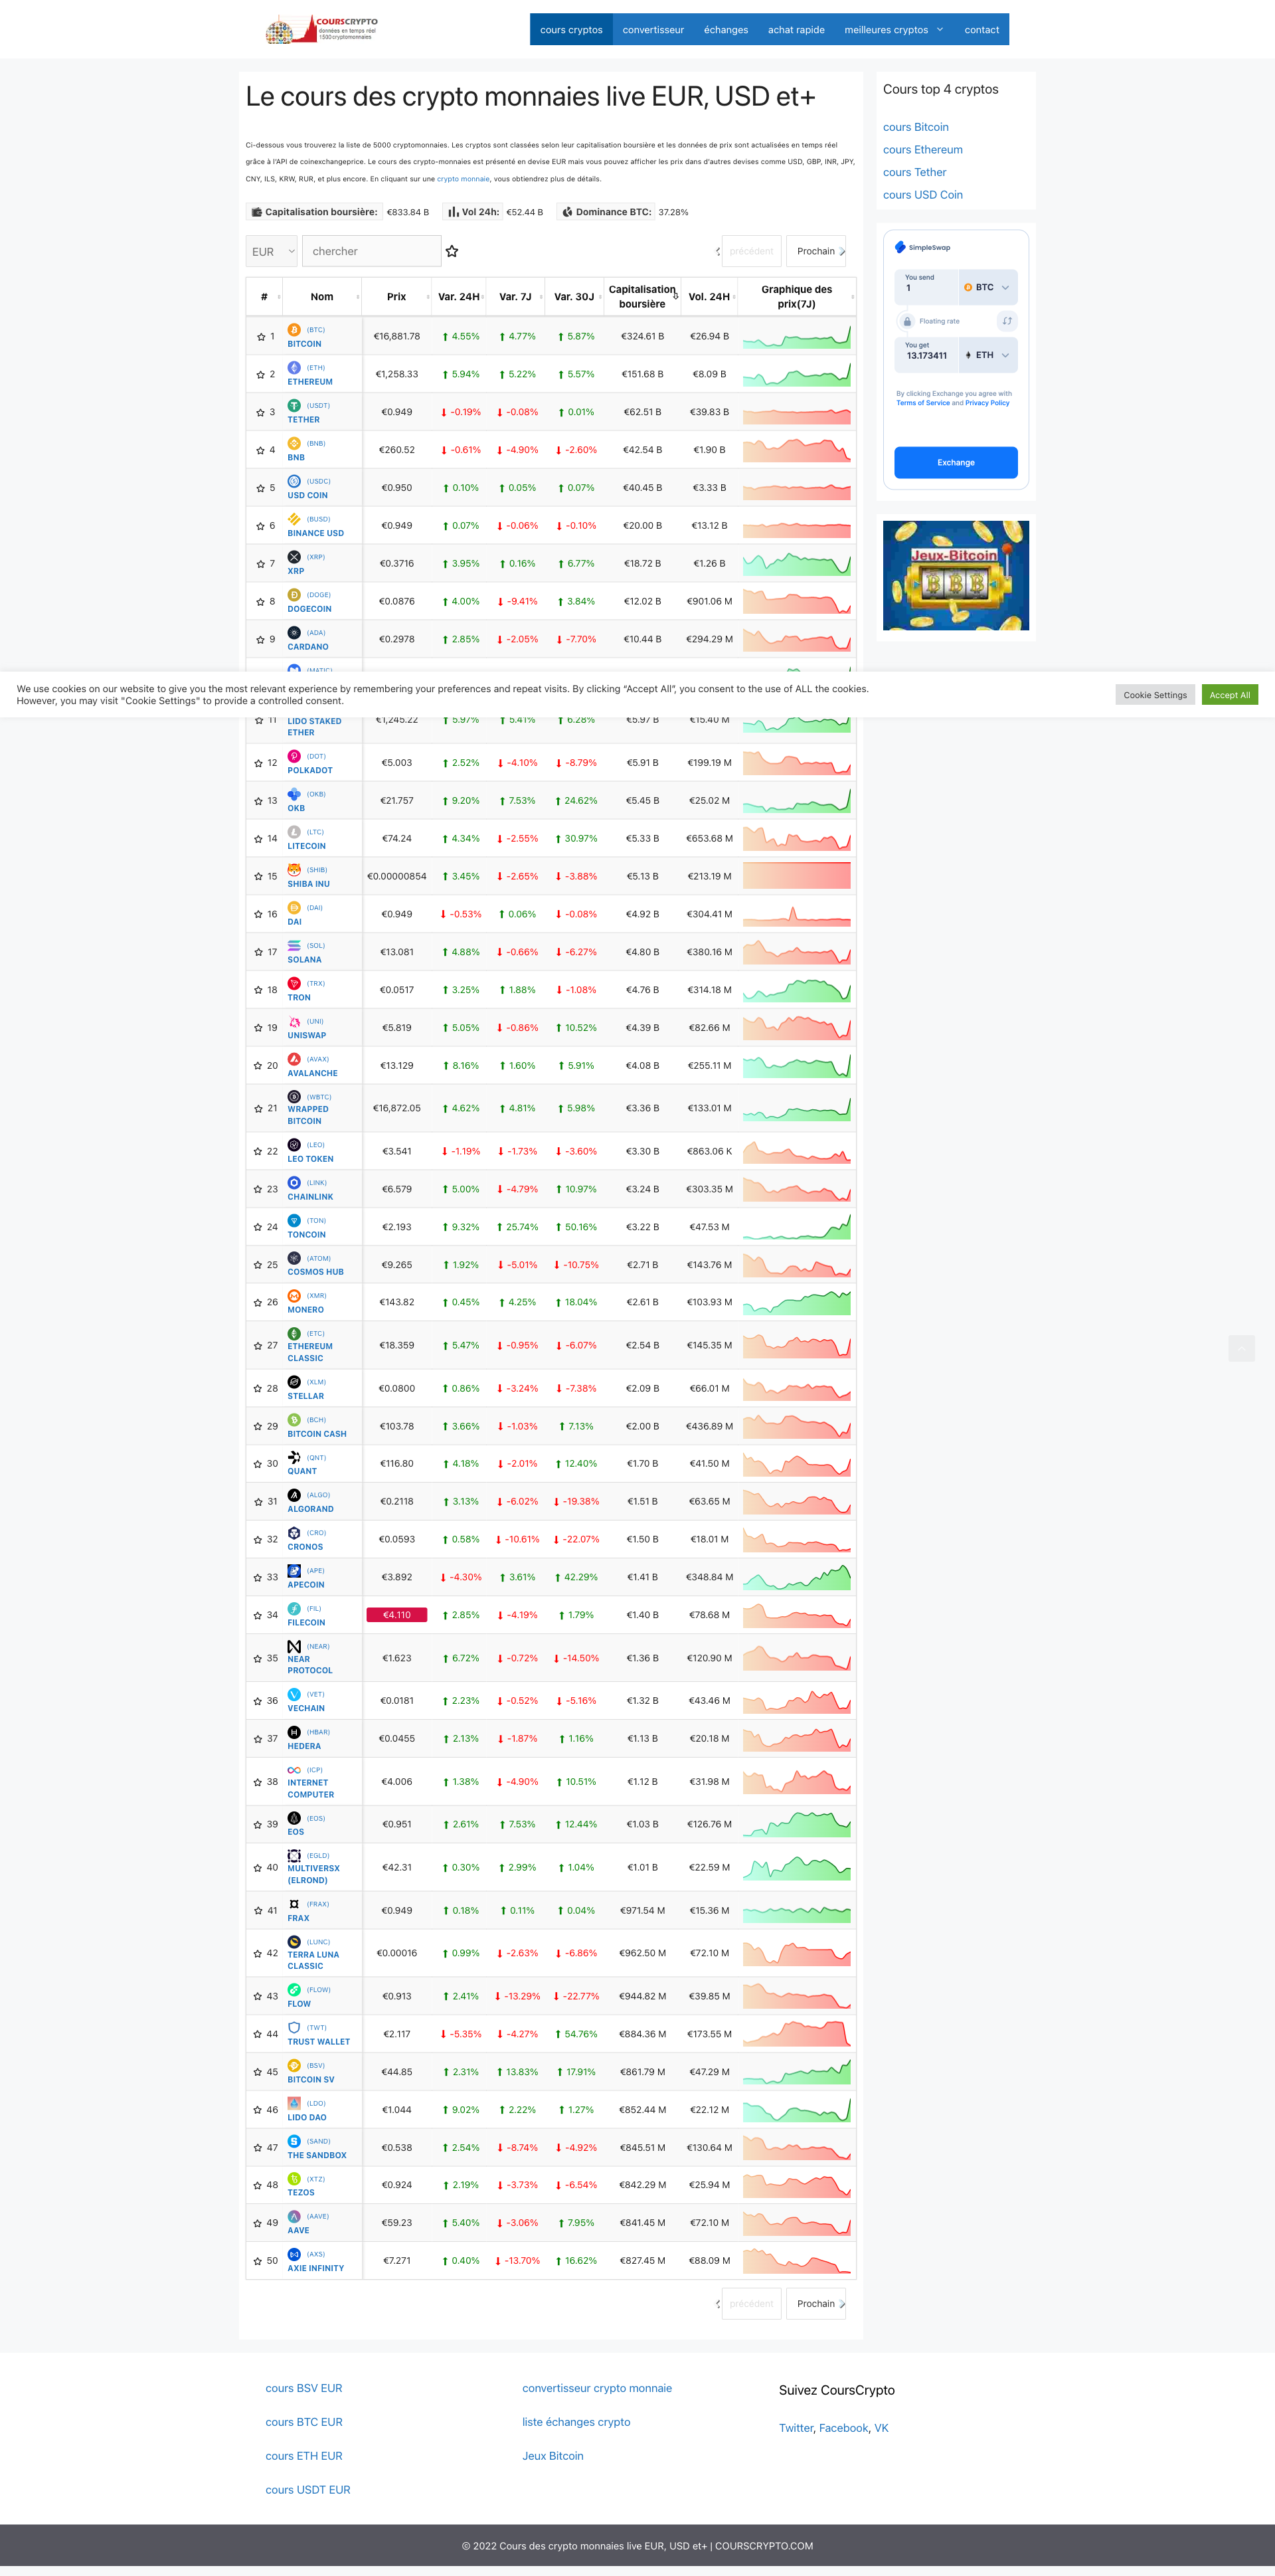 COURSCRYPTO
données en temps réel
1500 cryptomonnaies
cours cryptos convertisseur échanges achat rapide meilleures cryptos contact
Le cours des crypto monnaies live EUR, USD et+
Ci-dessous vous trouverez la liste de 5000 cryptomonnaies. Les cryptos sont classées selon leur capitalisation boursière et les données de prix sont actualisées en temps réel
grâce à l'API de coinexchangeprice. Le cours des crypto-monnaies est présenté en devise EUR mais vous pouvez afficher les prix dans d'autres devises comme USD, GBP, INR, JPY,
CNY, ILS, KRW, RUR, et plus encore. En cliquant sur une crypto monnaie, vous obtiendrez plus de détails.
Capitalisation boursière: €833.84 B Vol 24h: €52.44 B Dominance BTC: 37.28%
EUR chercher précédent Prochain
# Nom Prix Var. 24H Var. 7J Var. 30J Capitalisation boursière Vol. 24H Graphique des prix(7J)
1 (BTC) BITCOIN €16,881.78 4.55% 4.77% 5.87% €324.61 B €26.94 B
2 (ETH) ETHEREUM €1,258.33 5.94% 5.22% 5.57% €151.68 B €8.09 B
3 (USDT) TETHER €0.949 -0.19% -0.08% 0.01% €62.51 B €39.83 B
4 (BNB) BNB €260.52 -0.61% -4.90% -2.60% €42.54 B €1.90 B
5 (USDC) USD COIN €0.950 0.10% 0.05% 0.07% €40.45 B €3.33 B
6 (BUSD) BINANCE USD €0.949 0.07% -0.06% -0.10% €20.00 B €13.12 B
7 (XRP) XRP €0.3716 3.95% 0.16% 6.77% €18.72 B €1.26 B
8 (DOGE) DOGECOIN €0.0876 4.00% -9.41% 3.84% €12.02 B €901.06 M
9 (ADA) CARDANO €0.2978 2.85% -2.05% -7.70% €10.44 B €294.29 M
(MATIC)
We use cookies on our website to give you the most relevant experience by remembering your preferences and repeat visits. By clicking “Accept All”, you consent to the use of ALL the cookies.
However, you may visit "Cookie Settings" to provide a controlled consent.
Cookie Settings Accept All
11 LIDO STAKED ETHER €1,245.22 5.97% 5.41% 6.28% €5.97 B €15.40 M
12 (DOT) POLKADOT €5.003 2.52% -4.10% -8.79% €5.91 B €199.19 M
13 (OKB) OKB €21.757 9.20% 7.53% 24.62% €5.45 B €25.02 M
14 (LTC) LITECOIN €74.24 4.34% -2.55% 30.97% €5.33 B €653.68 M
15 (SHIB) SHIBA INU €0.00000854 3.45% -2.65% -3.88% €5.13 B €213.19 M
16 (DAI) DAI €0.949 -0.53% 0.06% -0.08% €4.92 B €304.41 M
17 (SOL) SOLANA €13.081 4.88% -0.66% -6.27% €4.80 B €380.16 M
18 (TRX) TRON €0.0517 3.25% 1.88% -1.08% €4.76 B €314.18 M
19 (UNI) UNISWAP €5.819 5.05% -0.86% 10.52% €4.39 B €82.66 M
20 (AVAX) AVALANCHE €13.129 8.16% 1.60% 5.91% €4.08 B €255.11 M
21 (WBTC) WRAPPED BITCOIN €16,872.05 4.62% 4.81% 5.98% €3.36 B €133.01 M
22 (LEO) LEO TOKEN €3.541 -1.19% -1.73% -3.60% €3.30 B €863.06 K
23 (LINK) CHAINLINK €6.579 5.00% -4.79% 10.97% €3.24 B €303.35 M
24 (TON) TONCOIN €2.193 9.32% 25.74% 50.16% €3.22 B €47.53 M
25 (ATOM) COSMOS HUB €9.265 1.92% -5.01% -10.75% €2.71 B €143.76 M
26 (XMR) MONERO €143.82 0.45% 4.25% 18.04% €2.61 B €103.93 M
27 (ETC) ETHEREUM CLASSIC €18.359 5.47% -0.95% -6.07% €2.54 B €145.35 M
28 (XLM) STELLAR €0.0800 0.86% -3.24% -7.38% €2.09 B €66.01 M
29 (BCH) BITCOIN CASH €103.78 3.66% -1.03% 7.13% €2.00 B €436.89 M
30 (QNT) QUANT €116.80 4.18% -2.01% 12.40% €1.70 B €41.50 M
31 (ALGO) ALGORAND €0.2118 3.13% -6.02% -19.38% €1.51 B €63.65 M
32 (CRO) CRONOS €0.0593 0.58% -10.61% -22.07% €1.50 B €18.01 M
33 (APE) APECOIN €3.892 -4.30% 3.61% 42.29% €1.41 B €348.84 M
34 (FIL) FILECOIN €4.110 2.85% -4.19% 1.79% €1.40 B €78.68 M
35 (NEAR) NEAR PROTOCOL €1.623 6.72% -0.72% -14.50% €1.36 B €120.90 M
36 (VET) VECHAIN €0.0181 2.23% -0.52% -5.16% €1.32 B €43.46 M
37 (HBAR) HEDERA €0.0455 2.13% -1.87% 1.16% €1.13 B €20.18 M
38 (ICP) INTERNET COMPUTER €4.006 1.38% -4.90% 10.51% €1.12 B €31.98 M
39 (EOS) EOS €0.951 2.61% 7.53% 12.44% €1.03 B €126.76 M
40 (EGLD) MULTIVERSX (ELROND) €42.31 0.30% 2.99% 1.04% €1.01 B €22.59 M
41 (FRAX) FRAX €0.949 0.18% 0.11% 0.04% €971.54 M €15.36 M
42 (LUNC) TERRA LUNA CLASSIC €0.00016 0.99% -2.63% -6.86% €962.50 M €72.10 M
43 (FLOW) FLOW €0.913 2.41% -13.29% -22.77% €944.82 M €39.85 M
44 (TWT) TRUST WALLET €2.117 -5.35% -4.27% 54.76% €884.36 M €173.55 M
45 (BSV) BITCOIN SV €44.85 2.31% 13.83% 17.91% €861.79 M €47.29 M
46 (LDO) LIDO DAO €1.044 9.02% 2.22% 1.27% €852.44 M €22.12 M
47 (SAND) THE SANDBOX €0.538 2.54% -8.74% -4.92% €845.51 M €130.64 M
48 (XTZ) TEZOS €0.924 2.19% -3.73% -6.54% €842.29 M €25.94 M
49 (AAVE) AAVE €59.23 5.40% -3.06% 7.95% €841.45 M €72.10 M
50 (AXS) AXIE INFINITY €7.271 0.40% -13.70% 16.62% €827.45 M €88.09 M
précédent Prochain
Cours top 4 cryptos
cours Bitcoin
cours Ethereum
cours Tether
cours USD Coin
SimpleSwap
You send
1 BTC
Floating rate
You get
13.173411 ETH
By clicking Exchange you agree with
Terms of Service and Privacy Policy
Exchange
Jeux-Bitcoin
cours BSV EUR
cours BTC EUR
cours ETH EUR
cours USDT EUR
convertisseur crypto monnaie
liste échanges crypto
Jeux Bitcoin
Suivez CoursCrypto
Twitter, Facebook, VK
© 2022 Cours des crypto monnaies live EUR, USD et+ | COURSCRYPTO.COM